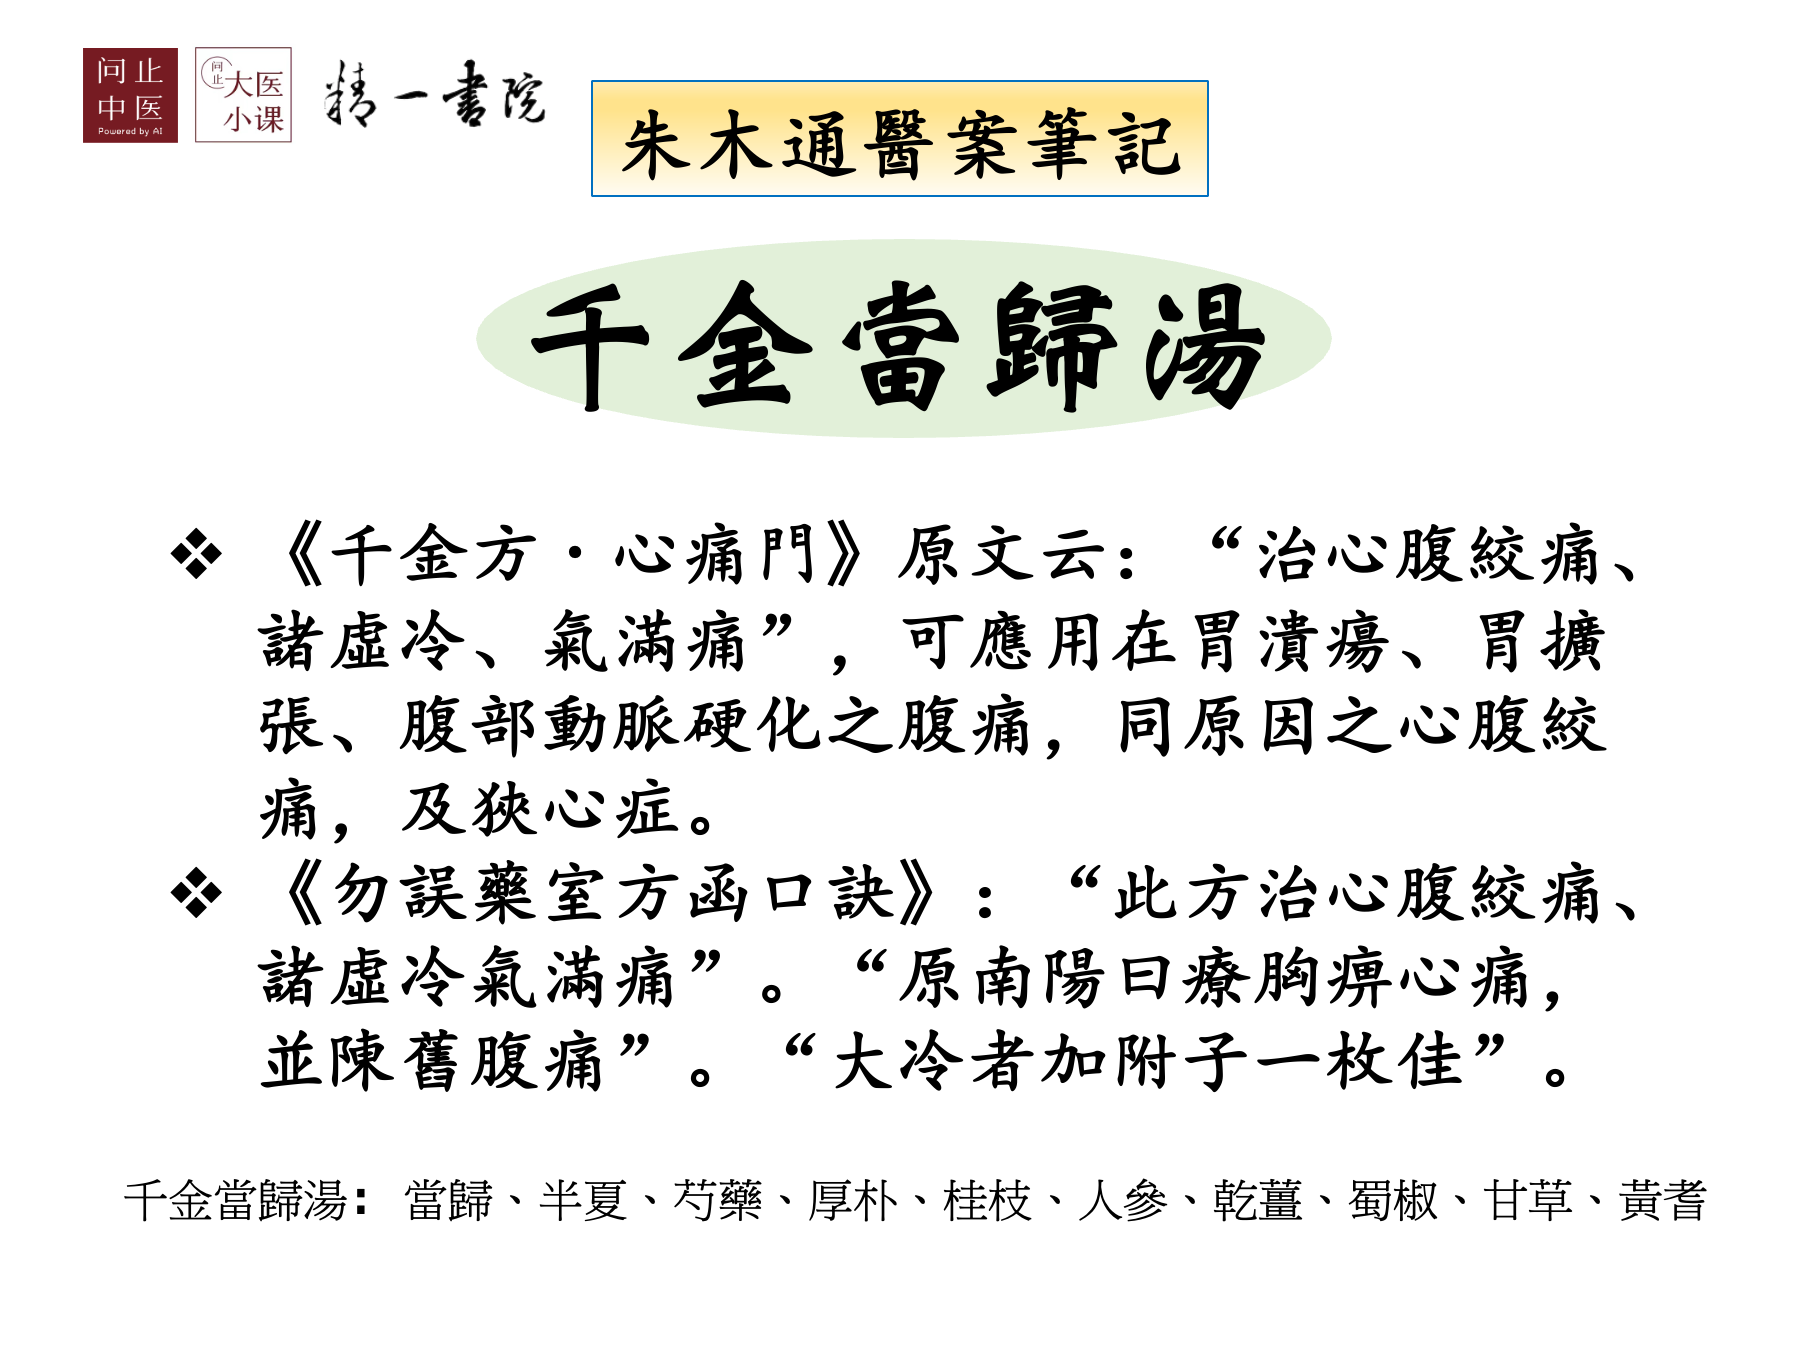 问止
中医
Powered by AI
问止
大医
小课
精一書院
朱木通醫案筆記
千金當歸湯
❖ 《千金方·心痛門》原文云：“治心腹絞痛、
諸虛冷、氣滿痛”，可應用在胃潰瘍、胃擴
張、腹部動脈硬化之腹痛，同原因之心腹絞
痛，及狹心症。
❖ 《勿誤藥室方函口訣》：“此方治心腹絞痛、
諸虛冷氣滿痛”。“原南陽曰療胸痹心痛，
並陳舊腹痛”。“大冷者加附子一枚佳”。
千金當歸湯： 當歸、半夏、芍藥、厚朴、桂枝、人參、乾薑、蜀椒、甘草、黃耆